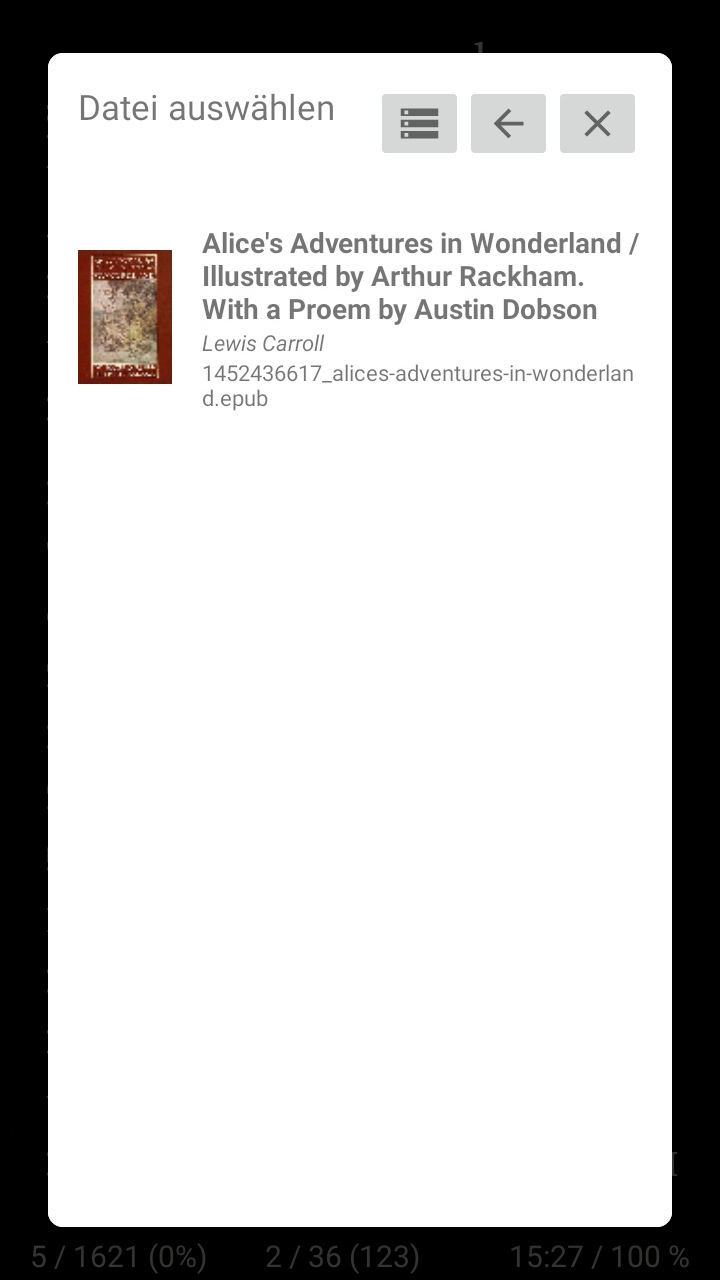 Datei auswählen
Alice's Adventures in Wonderland /
Illustrated by Arthur Rackham.
With a Proem by Austin Dobson
Lewis Carroll
1452436617_alices-adventures-in-wonderlan
d.epub
5 / 1621 (0%)
2 / 36 (123)
15:27 / 100 %